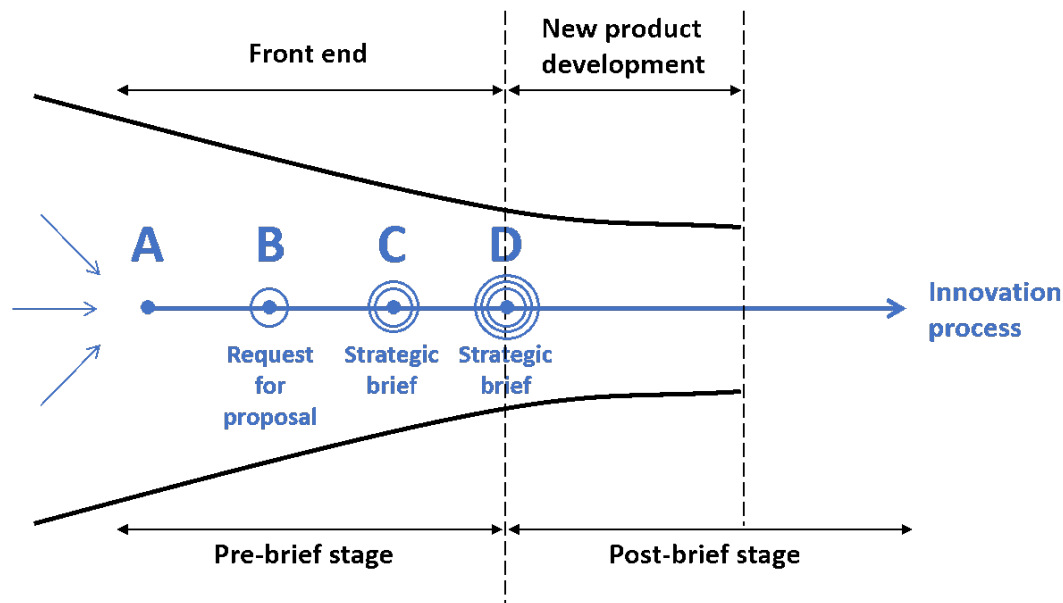 Front end
New product
development
A
B
C
D
Request
for
proposal
Strategic
brief
Strategic
brief
Innovation
process
Pre-brief stage
Post-brief stage